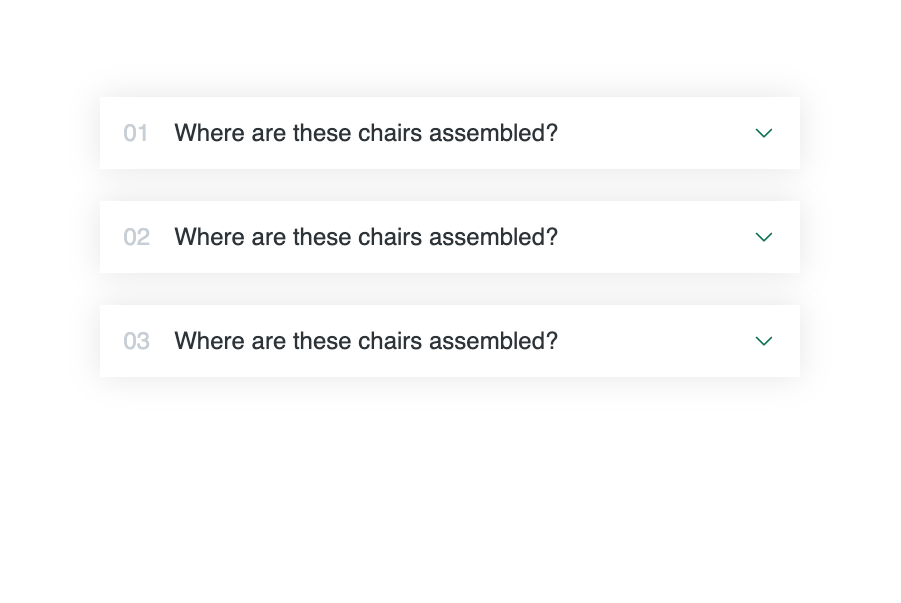 01 Where are these chairs assembled?
02 Where are these chairs assembled?
03 Where are these chairs assembled?